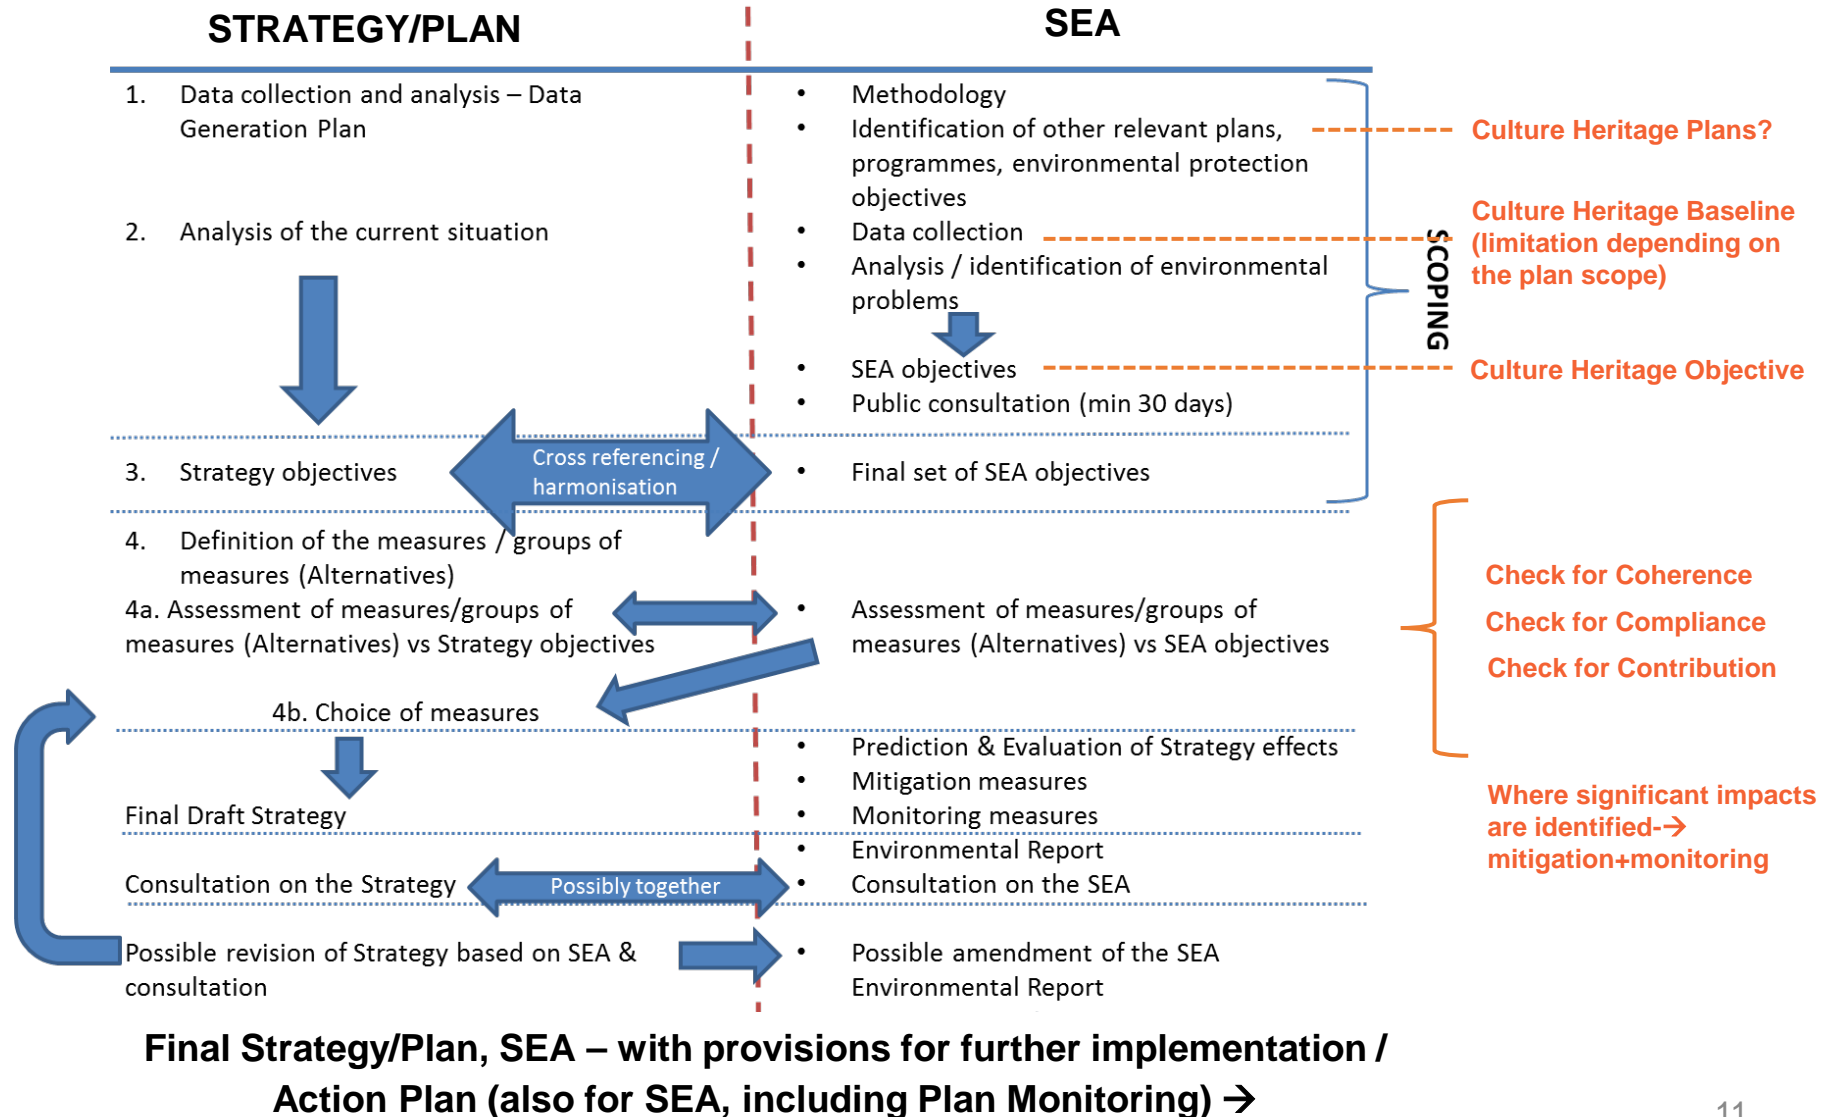 STRATEGY/PLAN
SEA
1. Data collection and analysis – Data
Generation Plan
2. Analysis of the current situation
• Methodology
• Identification of other relevant plans,
programmes, environmental protection
objectives
• Data collection
• Analysis / identification of environmental
problems
• SEA objectives
• Public consultation (min 30 days)
SCOPING
Culture Heritage Plans?
Culture Heritage Baseline
(limitation depending on
the plan scope)
Culture Heritage Objective
3. Strategy objectives
Cross referencing /
harmonisation
• Final set of SEA objectives
4. Definition of the measures / groups of
measures (Alternatives)
4a. Assessment of measures/groups of
measures (Alternatives) vs Strategy objectives
• Assessment of measures/groups of
measures (Alternatives) vs SEA objectives
4b. Choice of measures
Check for Coherence
Check for Compliance
Check for Contribution
• Prediction & Evaluation of Strategy effects
• Mitigation measures
• Monitoring measures
Final Draft Strategy
Where significant impacts
are identified-→
mitigation+monitoring
• Environmental Report
Consultation on the Strategy
Possibly together
• Consultation on the SEA
Possible revision of Strategy based on SEA &
consultation
• Possible amendment of the SEA
Environmental Report
Final Strategy/Plan, SEA – with provisions for further implementation /
Action Plan (also for SEA, including Plan Monitoring) →
11